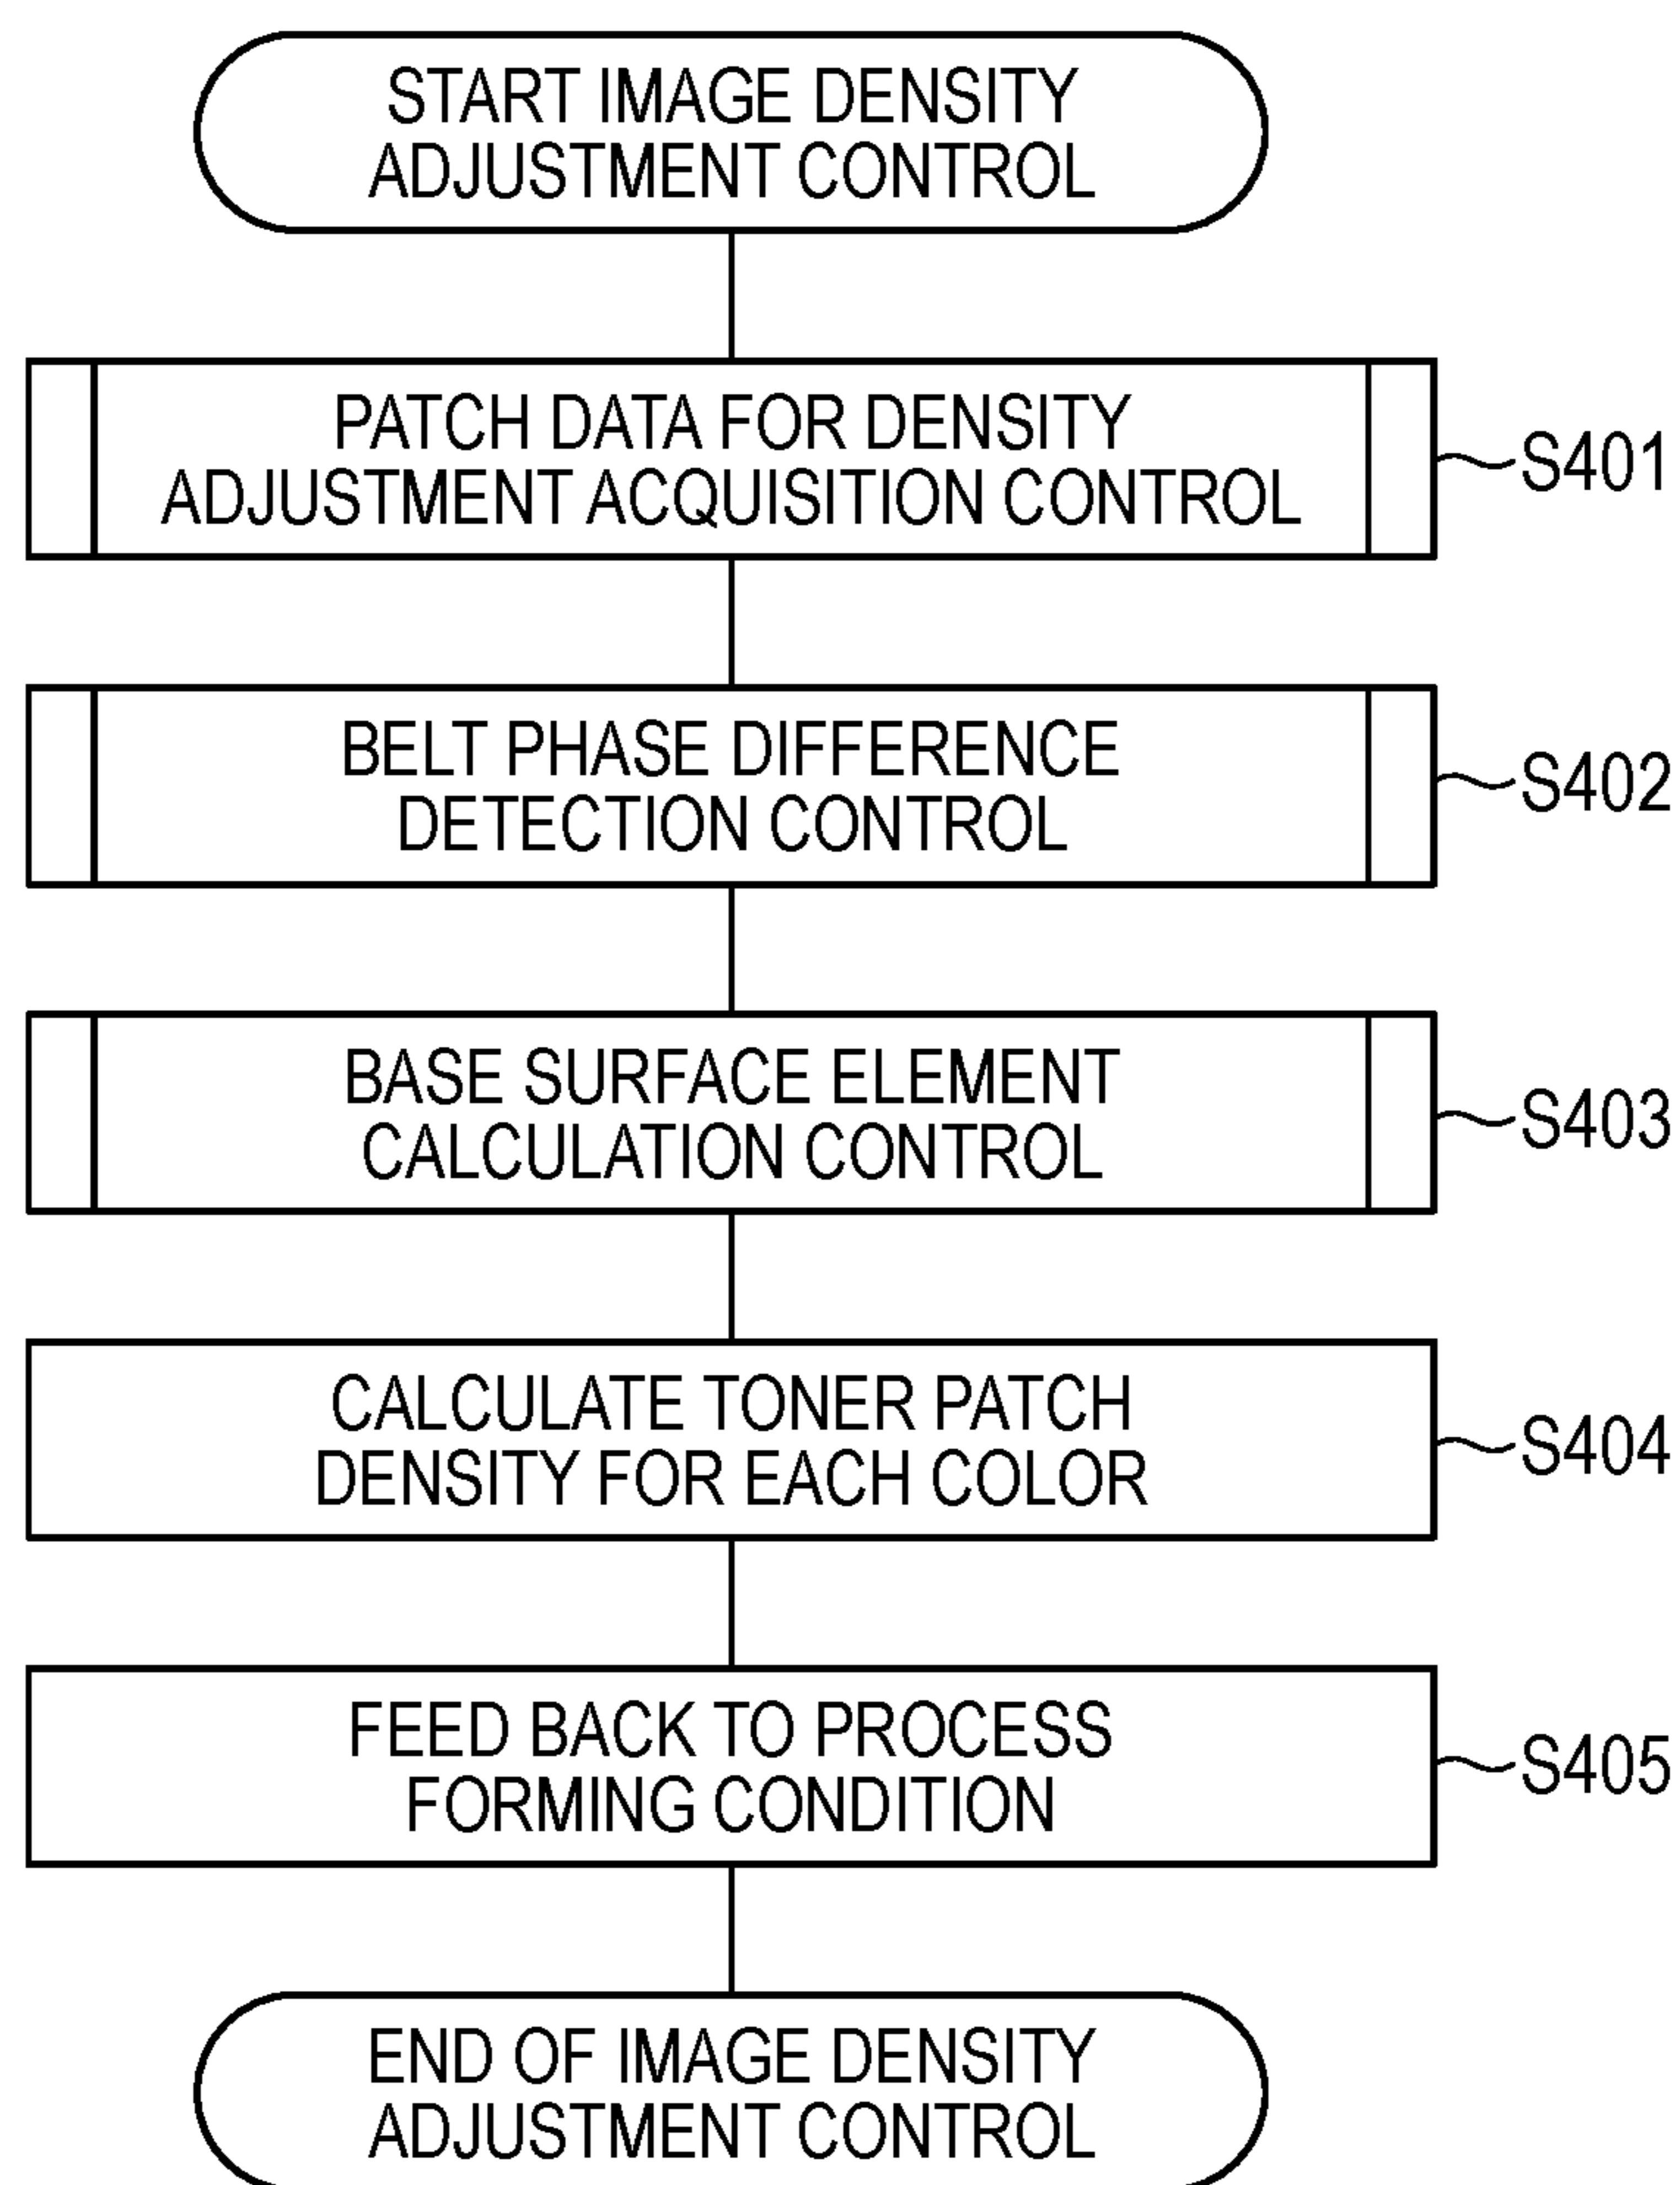 START IMAGE DENSITY
ADJUSTMENT CONTROL
PATCH DATA FOR DENSITY
ADJUSTMENT ACQUISITION CONTROL
S401
BELT PHASE DIFFERENCE
DETECTION CONTROL
S402
BASE SURFACE ELEMENT
CALCULATION CONTROL
S403
CALCULATE TONER PATCH
DENSITY FOR EACH COLOR
S404
FEED BACK TO PROCESS
FORMING CONDITION
S405
END OF IMAGE DENSITY
ADJUSTMENT CONTROL